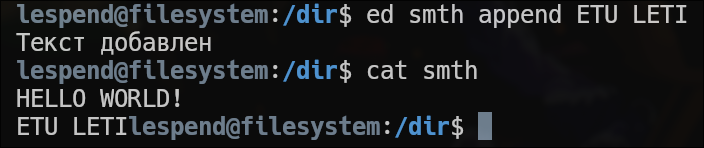 lespend@filesystem:/dir$ ed smth append ETU LETI
Текст добавлен
lespend@filesystem:/dir$ cat smth
HELLO WORLD!
ETU LETIlespend@filesystem:/dir$